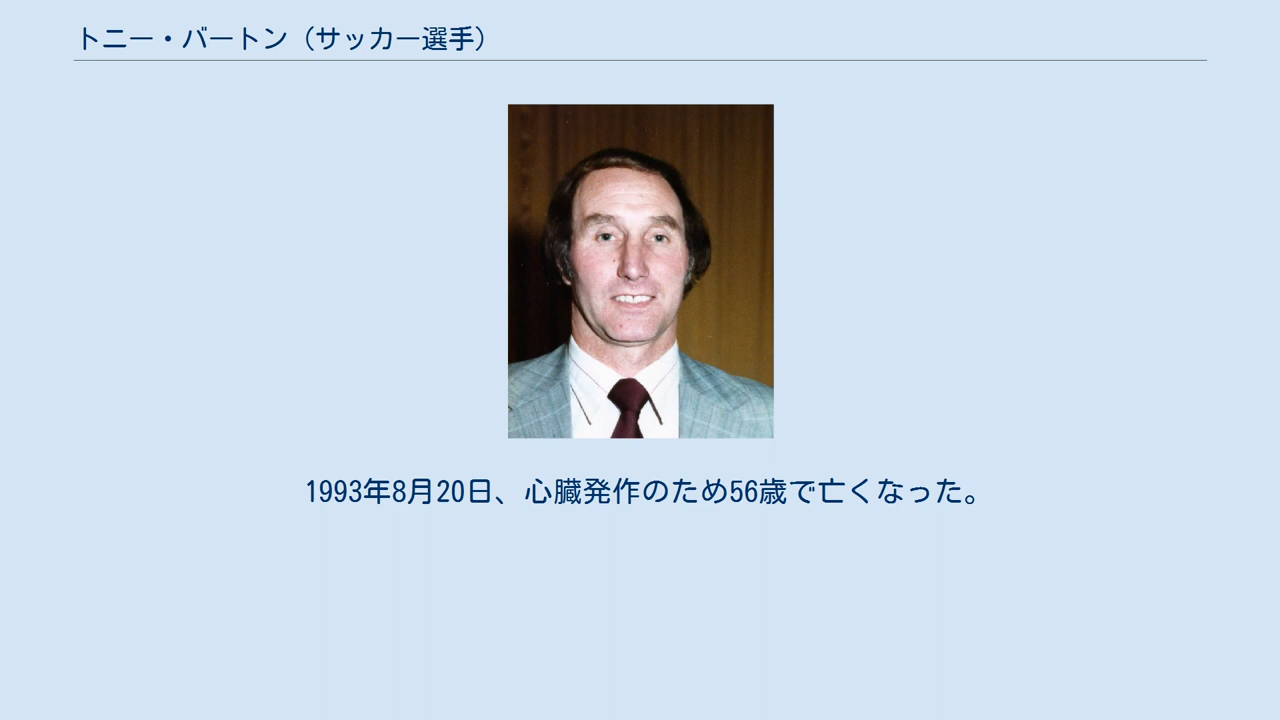 トニー・バートン（サッカー選手）
1993年8月20日、心臓発作のため56歳で亡くなった。